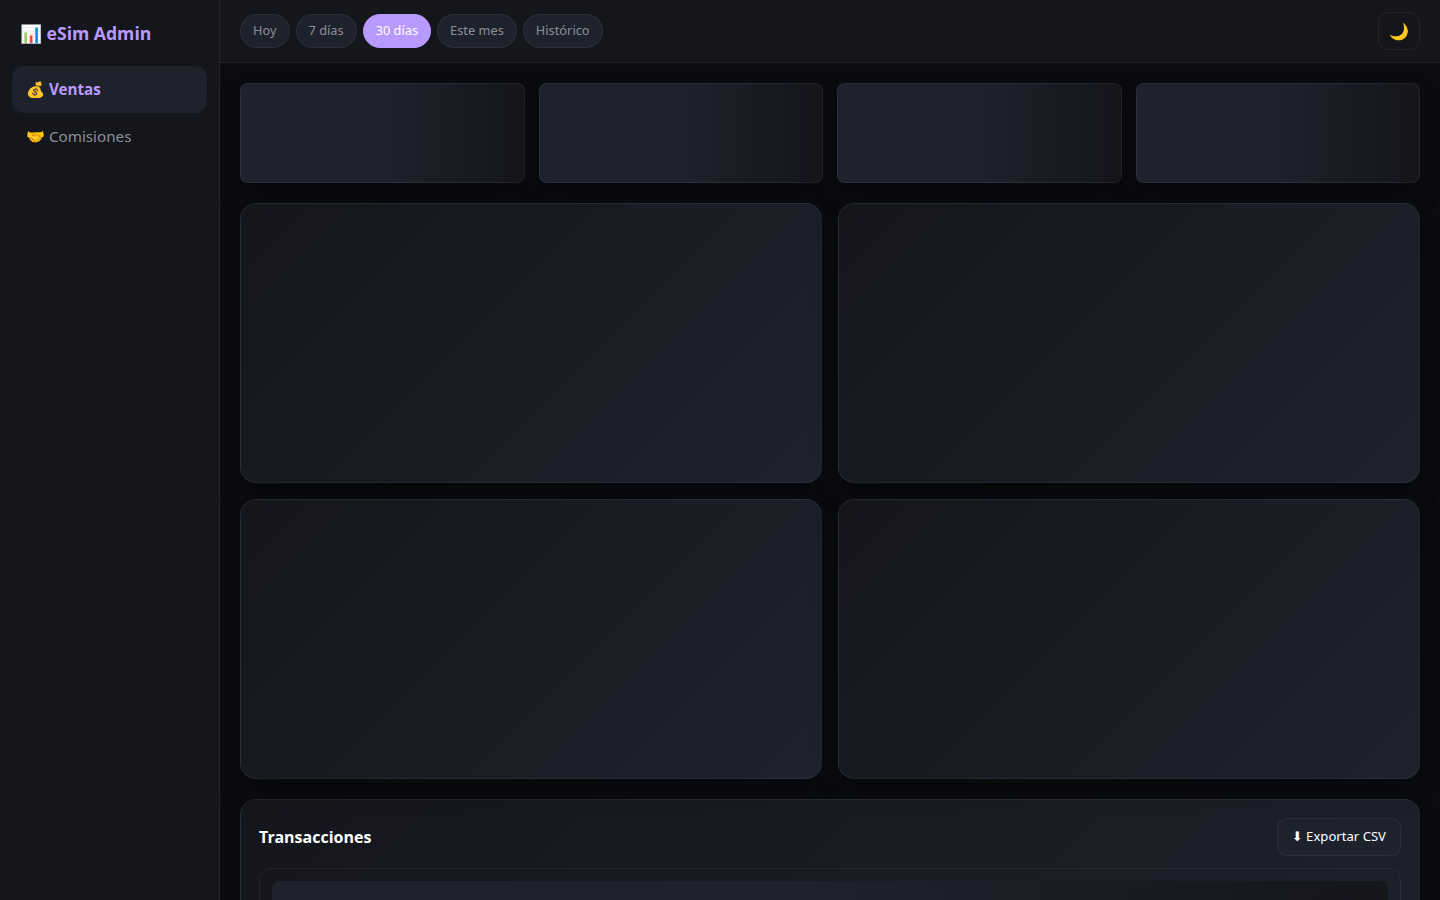 eSim Admin
Ventas
Comisiones
Hoy
7 días
30 días
Este mes
Histórico
Transacciones
⬇ Exportar CSV